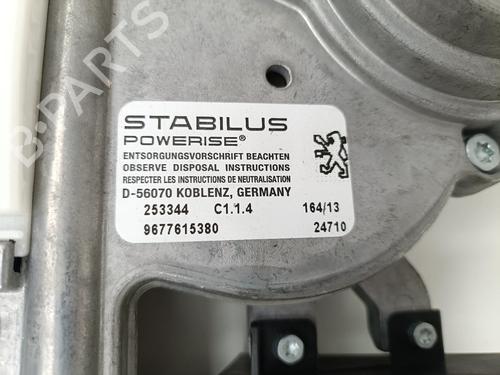 STABILUS
POWERISE®
ENTSORGUNGSVORSCHRIFT BEACHTEN
OBSERVE DISPOSAL INSTRUCTIONS
RESPECTER LES INSTRUCTIONS DE NEUTRALISATION
D-56070 KOBLENZ, GERMANY
253344 C1.1.4 164/13
9677615380 24710
B-PARTS